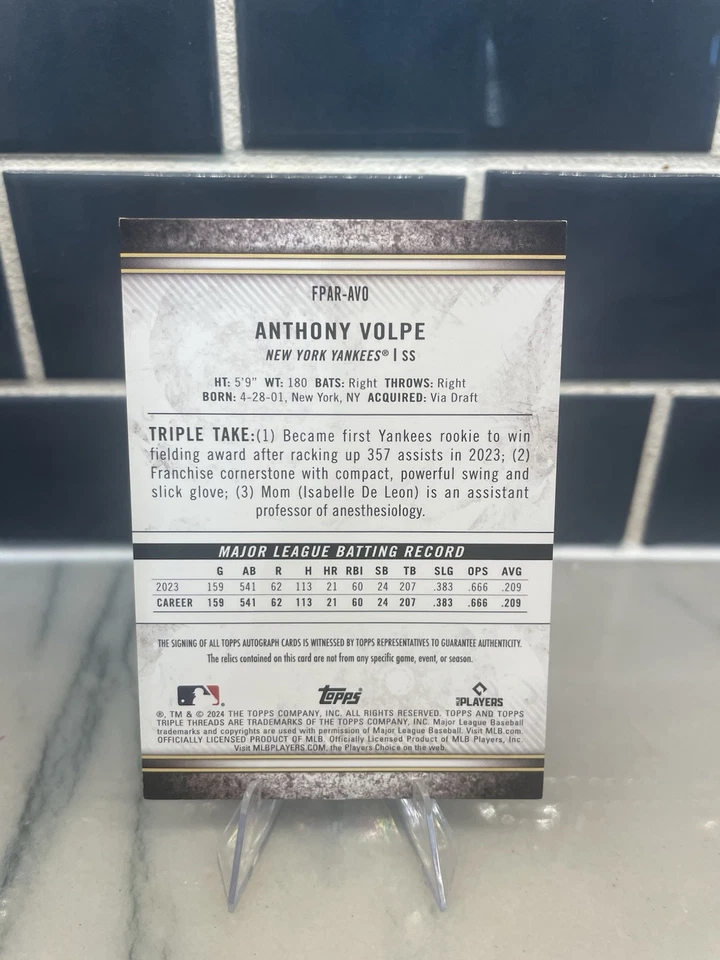 FPAR-AVO
ANTHONY VOLPE
NEW YORK YANKEES® | SS
HT: 5'9" WT: 180 BATS: Right THROWS: Right
BORN: 4-28-01, New York, NY ACQUIRED: Via Draft
TRIPLE TAKE:(1) Became first Yankees rookie to win
fielding award after racking up 357 assists in 2023; (2)
Franchise cornerstone with compact, powerful swing and
slick glove; (3) Mom (Isabelle De Leon) is an assistant
professor of anesthesiology.
MAJOR LEAGUE BATTING RECORD
G AB R H HR RBI SB TB SLG OPS AVG
2023 159 541 62 113 21 60 24 207 .383 .666 .209
CAREER 159 541 62 113 21 60 24 207 .383 .666 .209
THE SIGNING OF ALL TOPPS AUTOGRAPH CARDS IS WITNESSED BY TOPPS REPRESENTATIVES TO GUARANTEE AUTHENTICITY.
The relics contained on this card are not from any specific game, event, or season.
Topps® MLB PLAYERS
®, TM & © 2024 THE TOPPS COMPANY, INC. ALL RIGHTS RESERVED. TOPPS AND TOPPS
TRIPLE THREADS ARE TRADEMARKS OF THE TOPPS COMPANY, INC. Major League Baseball
trademarks and copyrights are used with permission of Major League Baseball. Visit MLB.com.
OFFICIALLY LICENSED PRODUCT OF MLB. Officially Licensed Product of MLB Players, Inc.
Visit MLBPLAYERS.COM, the Players Choice on the web.